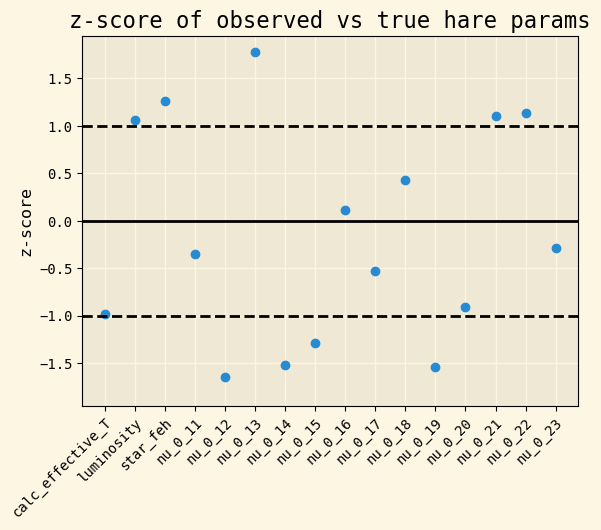 z-score of observed vs true hare params
z-score
1.5
1.0
0.5
0.0
−0.5
−1.0
−1.5
calc_effective_T
luminosity
star_feh
nu_0_11
nu_0_12
nu_0_13
nu_0_14
nu_0_15
nu_0_16
nu_0_17
nu_0_18
nu_0_19
nu_0_20
nu_0_21
nu_0_22
nu_0_23